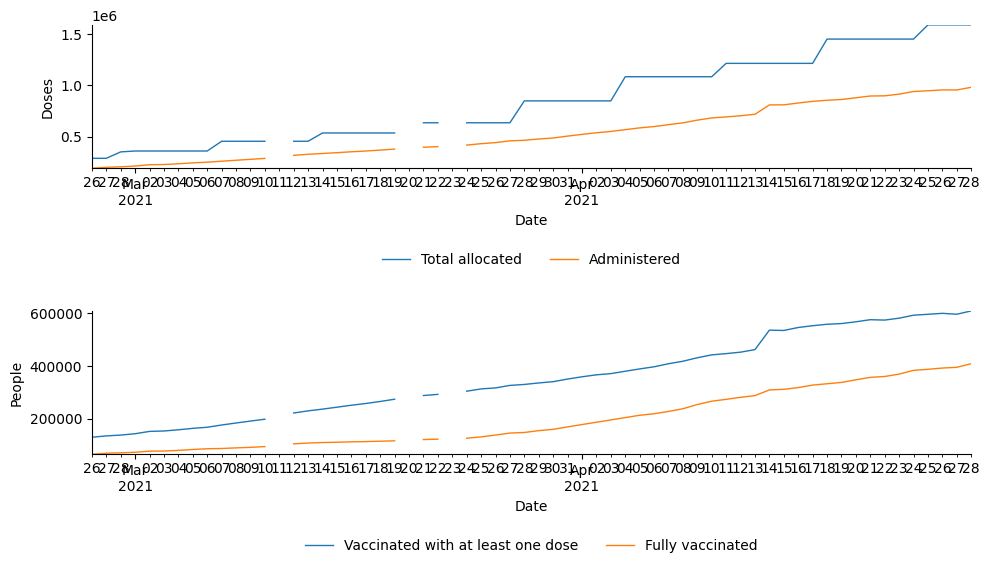 1e6
1.5
1.0
0.5
Doses
26 27 28 Mar 02 03 04 05 06 07 08 09 10 11 12 13 14 15 16 17 18 19 20 21 22 23 24 25 26 27 28 29 30 31 Apr 02 03 04 05 06 07 08 09 10 11 12 13 14 15 16 17 18 19 20 21 22 23 24 25 26 27 28
2021 2021
Date
Total allocated Administered
600000
400000
200000
People
26 27 28 Mar 02 03 04 05 06 07 08 09 10 11 12 13 14 15 16 17 18 19 20 21 22 23 24 25 26 27 28 29 30 31 Apr 02 03 04 05 06 07 08 09 10 11 12 13 14 15 16 17 18 19 20 21 22 23 24 25 26 27 28
2021 2021
Date
Vaccinated with at least one dose Fully vaccinated